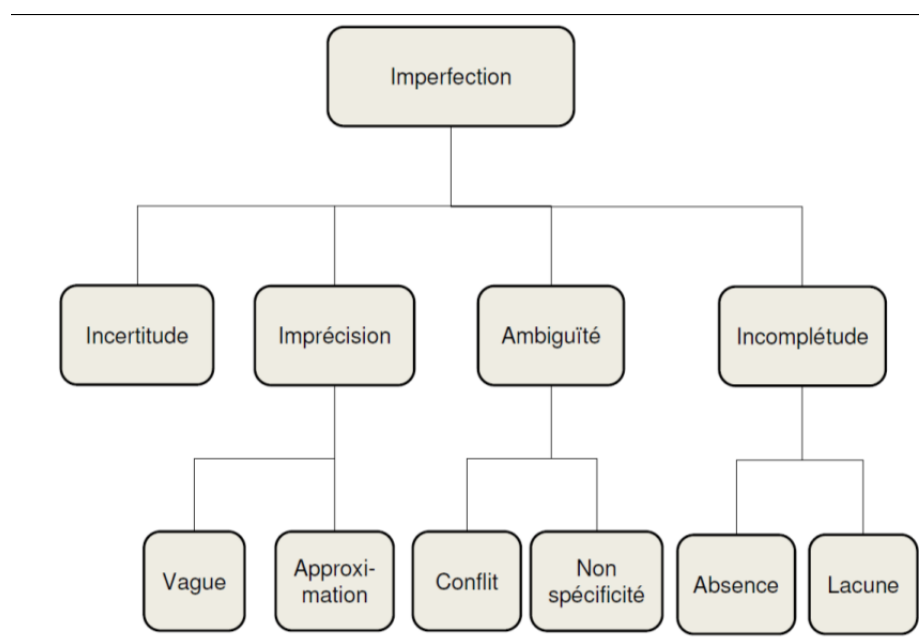 Imperfection
Incertitude
Imprécision
Ambiguïté
Incomplétude
Vague
Approxi-
mation
Conflit
Non
spécificité
Absence
Lacune